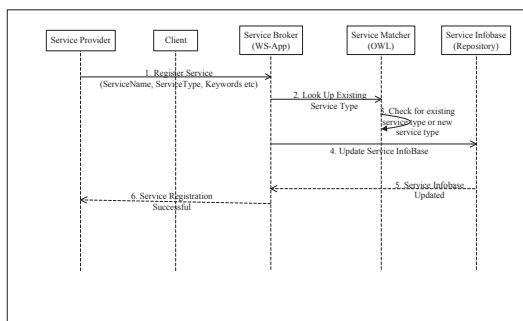 Service Provider
Client
Service Broker
(WS-App)
Service Matcher
(OWL)
Service Infobase
(Repository)
1. Register Service
(ServiceName, ServiceType, Keywords etc)
2. Look Up Existing
Service Type
3. Check for existing
service type or new
service type
4. Update Service InfoBase
5. Service Infobase
Updated
6. Service Registration
Successful